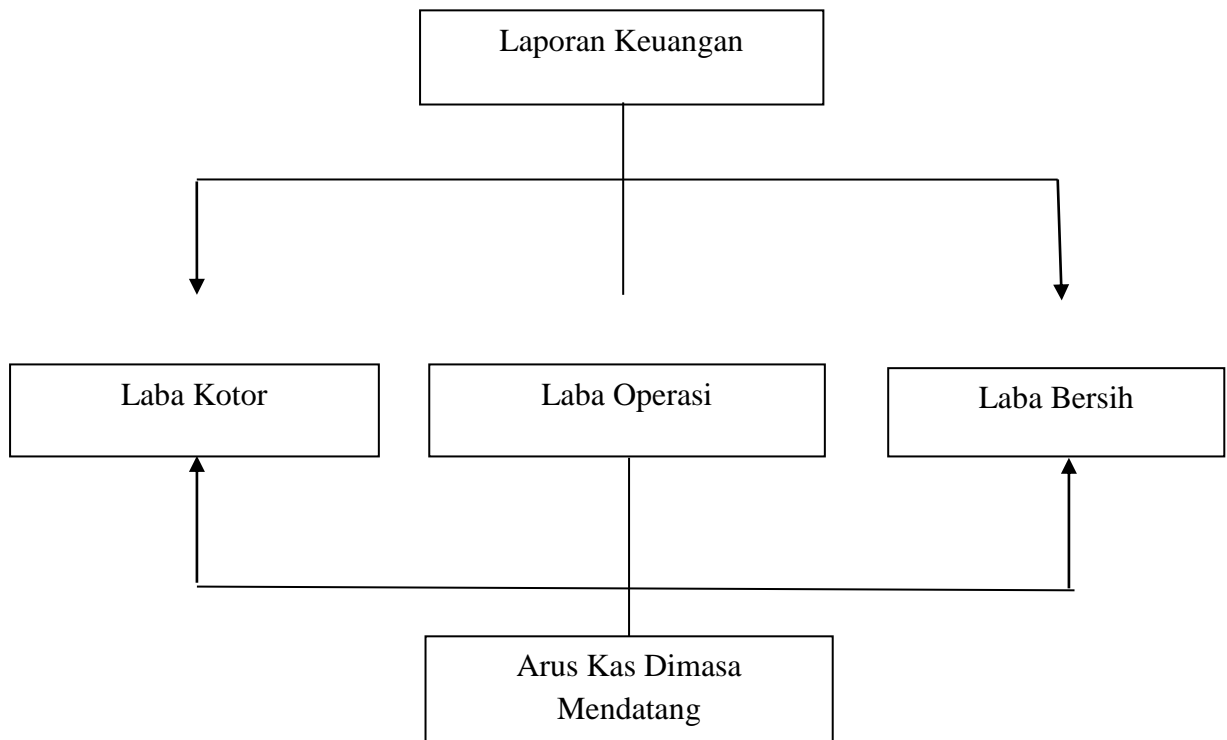 Laporan Keuangan
Laba Kotor
Laba Operasi
Laba Bersih
Arus Kas Dimasa
Mendatang